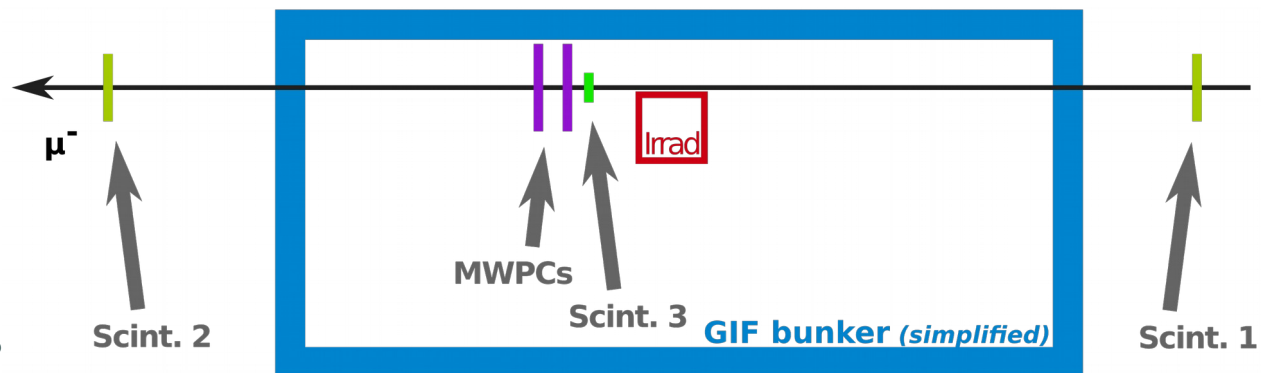 μ⁻
Irrad
MWPCs
Scint. 3
Scint. 2
GIF bunker (simplified)
Scint. 1